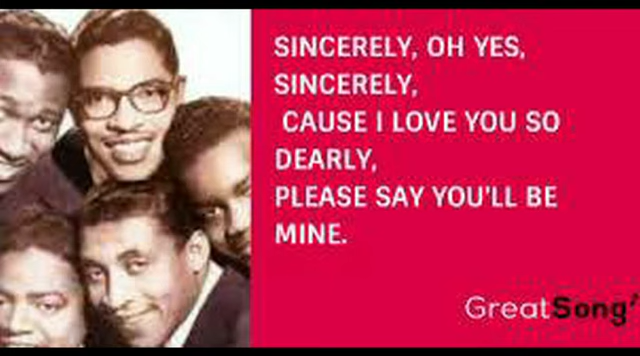 SINCERELY, OH YES,
SINCERELY,
CAUSE I LOVE YOU SO
DEARLY,
PLEASE SAY YOU'LL BE
MINE.
GreatSong'